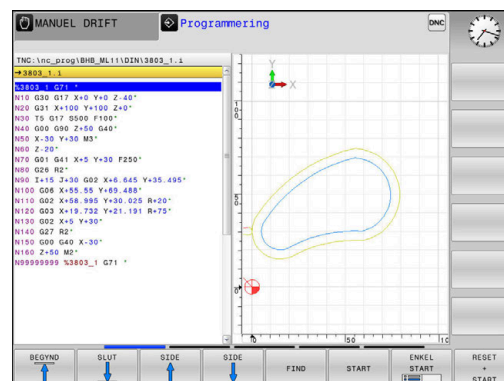 MANUEL DRIFT
Programmering
DNC
TNC:\nc_prog\BHB_ML11\DIN\3803_1.i
→3803_1.i
%3803_1 G71 *
N10 G30 G17 X+0 Y+0 Z-40*
N20 G31 X+100 Y+100 Z+0*
N30 T5 G17 S500 F100*
N40 G00 G90 Z+50 G40*
N50 X-30 Y+30 M3*
N60 Z-20*
N70 G01 G41 X+5 Y+30 F250*
N80 G26 R2*
N90 I+15 J+30 G02 X+6.645 Y+35.495*
N100 G06 X+55.55 Y+69.488*
N110 G02 X+58.995 Y+30.025 R+20*
N120 G03 X+19.732 Y+21.191 R+75*
N130 G02 X+5 Y+30*
N140 G27 R2*
N150 G00 G40 X-30*
N160 Z+50 M2*
N99999999 %3803_1 G71 *
Y
X
100
50
0
0
50
10
BEGYND
SLUT
SIDE
SIDE
FIND
START
ENKEL
START
RESET
+
START